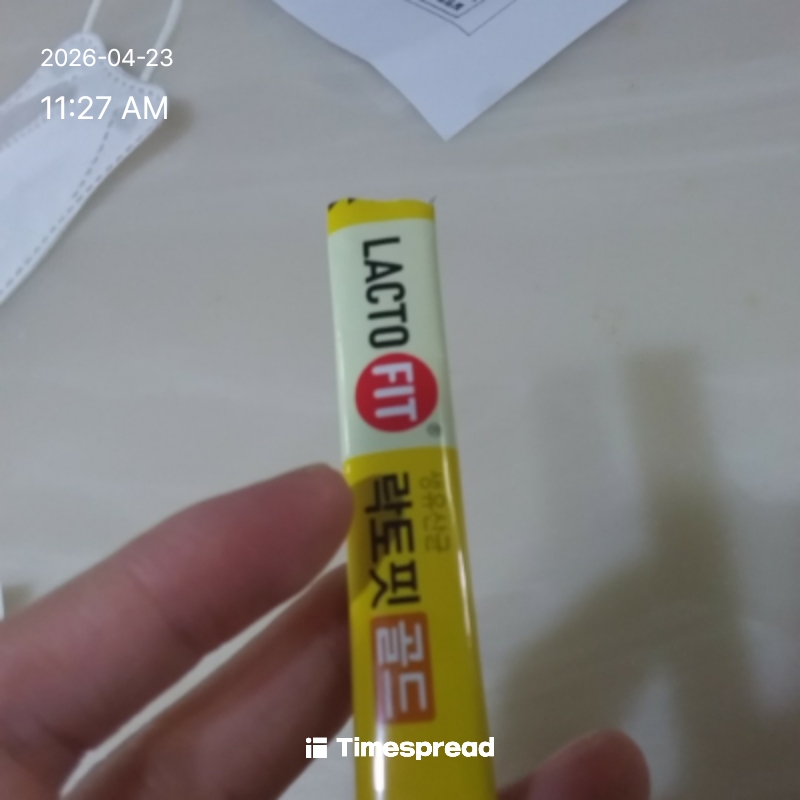 2026-04-23
11:27 AM
LACTO FIT®
생유산균
락토핏 골드
Timespread